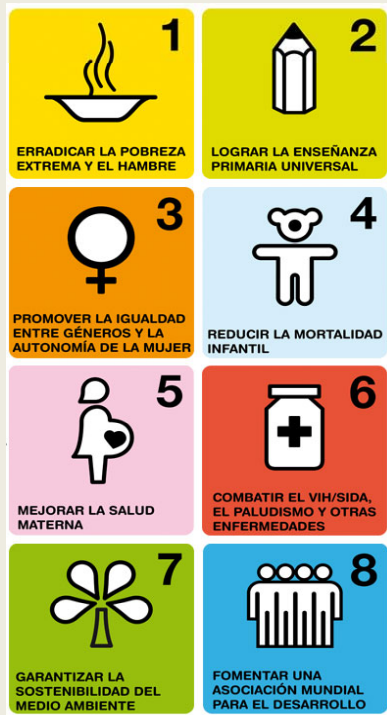 1
ERRADICAR LA POBREZA
EXTREMA Y EL HAMBRE
2
LOGRAR LA ENSEÑANZA
PRIMARIA UNIVERSAL
3
PROMOVER LA IGUALDAD
ENTRE GÉNEROS Y LA
AUTONOMÍA DE LA MUJER
4
REDUCIR LA MORTALIDAD
INFANTIL
5
MEJORAR LA SALUD
MATERNA
6
COMBATIR EL VIH/SIDA,
EL PALUDISMO Y OTRAS
ENFERMEDADES
7
GARANTIZAR LA
SOSTENIBILIDAD DEL
MEDIO AMBIENTE
8
FOMENTAR UNA
ASOCIACIÓN MUNDIAL
PARA EL DESARROLLO